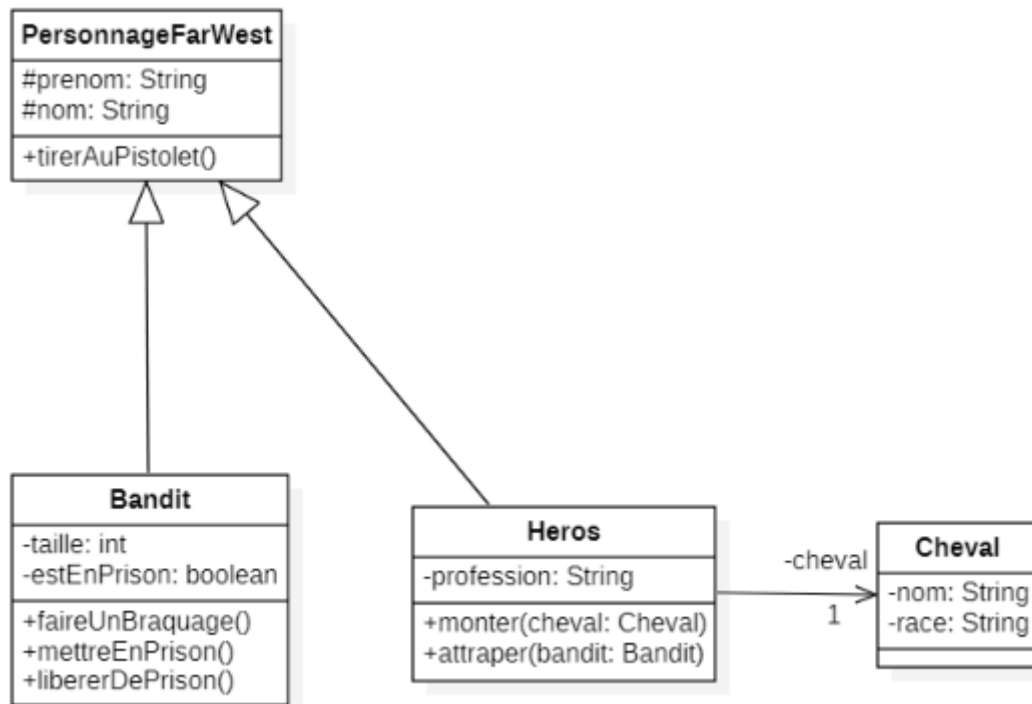 PersonnageFarWest
#prenom: String
#nom: String
+tirerAuPistolet()
Bandit
-taille: int
-estEnPrison: boolean
+faireUnBraquage()
+mettreEnPrison()
+libererDePrison()
Heros
-profession: String
+monter(cheval: Cheval)
+attraper(bandit: Bandit)
-cheval
1
Cheval
-nom: String
-race: String